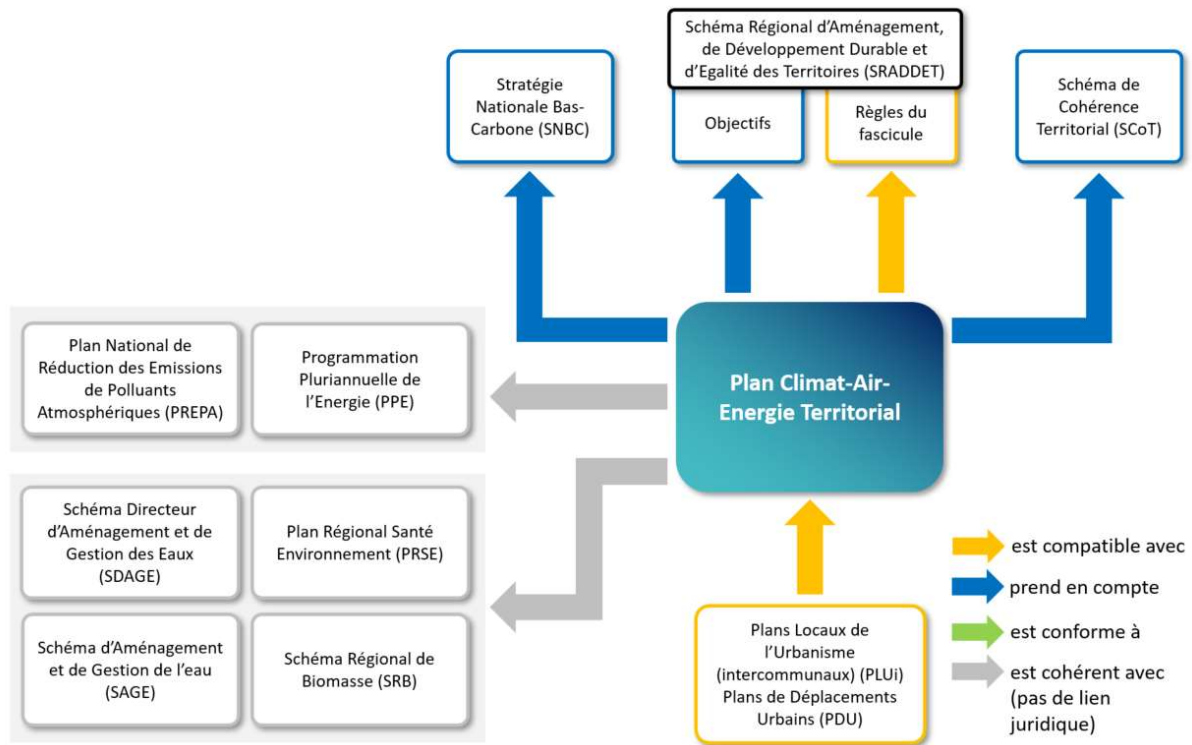 Schéma Régional d'Aménagement,
de Développement Durable et
d'Egalité des Territoires (SRADDET)
Stratégie
Nationale Bas-
Carbone (SNBC)
Objectifs
Règles du
fascicule
Schéma de
Cohérence
Territorial (SCoT)
Plan National de
Réduction des Emissions
de Polluants
Atmosphériques (PREPA)
Programmation
Pluriannuelle de
l'Energie (PPE)
Plan Climat-Air-
Energie Territorial
Schéma Directeur
d'Aménagement et de
Gestion des Eaux
(SDAGE)
Plan Régional Santé
Environnement (PRSE)
Schéma d'Aménagement
et de Gestion de l'eau
(SAGE)
Schéma Régional de
Biomasse (SRB)
Plans Locaux de
l'Urbanisme
(intercommunaux) (PLUi)
Plans de Déplacements
Urbains (PDU)
est compatible avec
prend en compte
est conforme à
est cohérent avec
(pas de lien
juridique)